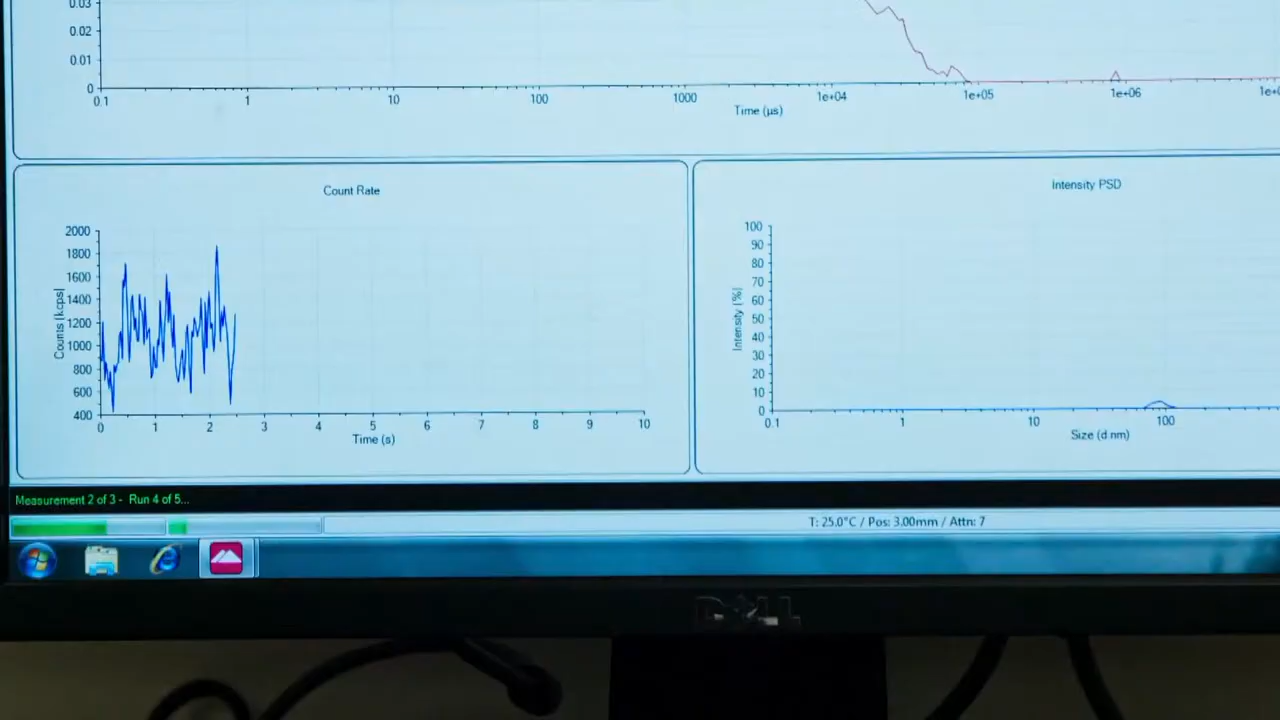 0.03
0.02
0.01
0
0.1 1 10 100 1000 1e+04 1e+05 1e+06
Time (µs)
Count Rate
2000
1800
1600
1400
1200
1000
800
600
400
Counts (kcps)
0 1 2 3 4 5 6 7 8 9 10
Time (s)
Intensity PSD
100
90
80
70
60
50
40
30
20
10
0
Intensity (%)
0.1 1 10 100
Size (d nm)
Measurement 2 of 3 - Run 4 of 5...
T: 25.0°C / Pos: 3.00mm / Attn: 7
DELL